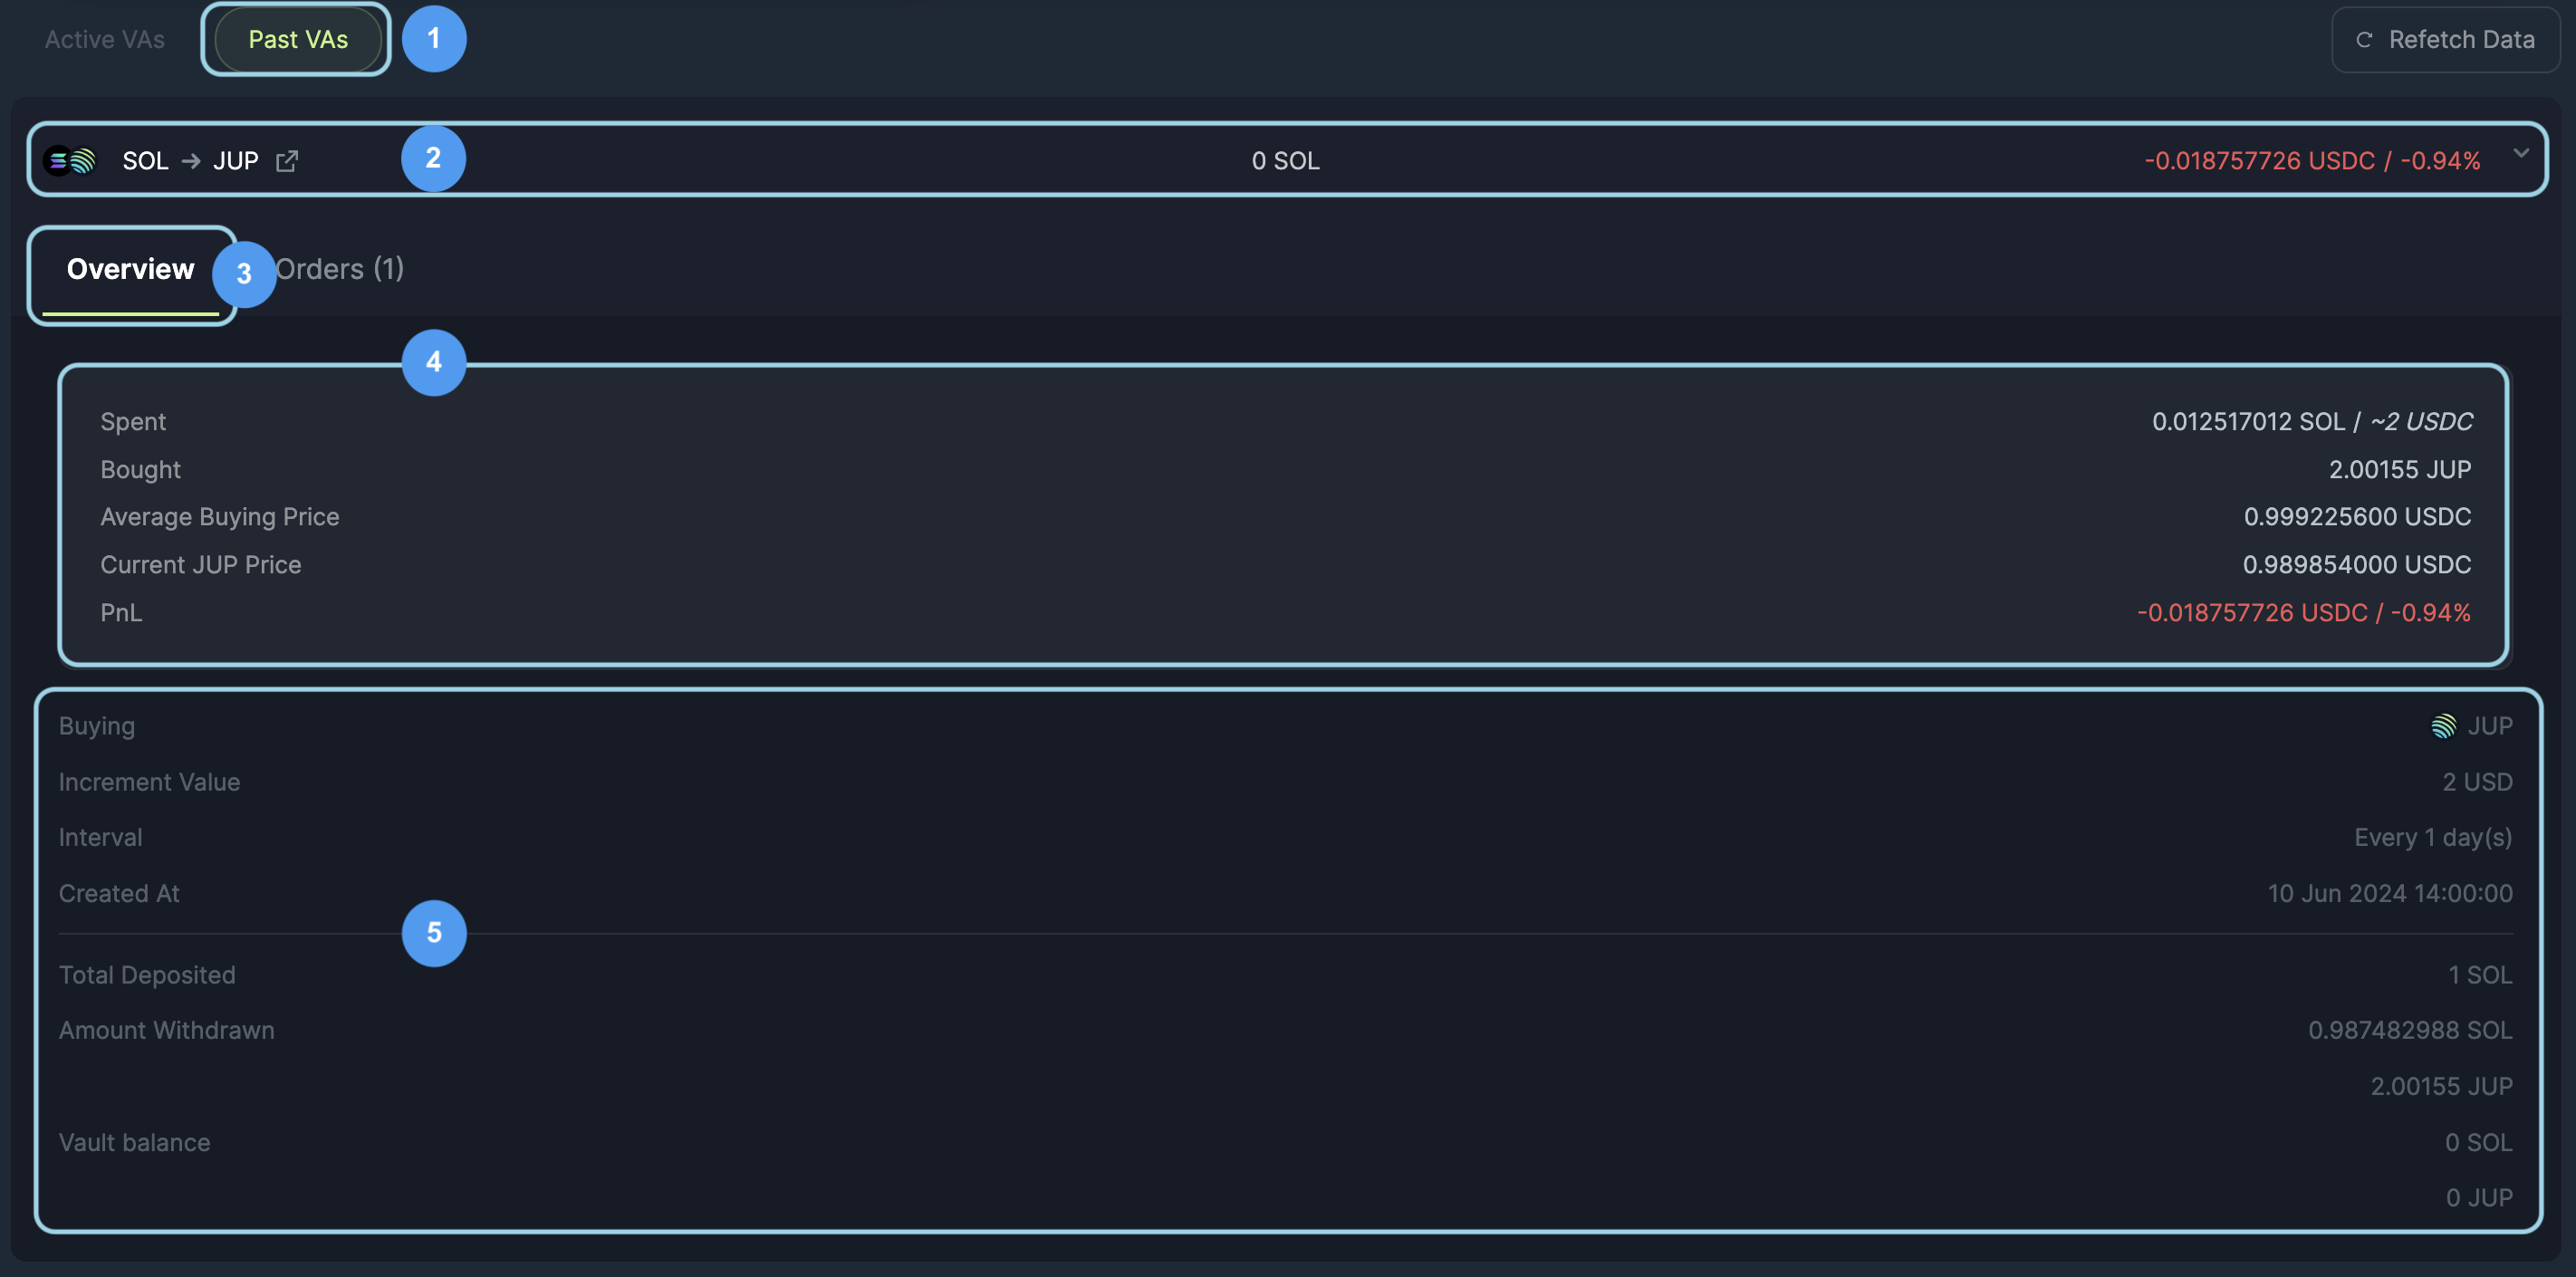 Active VAs Past VAs 1 Refetch Data
SOL → JUP 2 0 SOL -0.018757726 USDC / -0.94%
Overview 3 Orders (1)
4
Spent 0.012517012 SOL / ~2 USDC
Bought 2.00155 JUP
Average Buying Price 0.999225600 USDC
Current JUP Price 0.989854000 USDC
PnL -0.018757726 USDC / -0.94%
Buying JUP
Increment Value 2 USD
Interval Every 1 day(s)
Created At 10 Jun 2024 14:00:00
5
Total Deposited 1 SOL
Amount Withdrawn 0.987482988 SOL
2.00155 JUP
Vault balance 0 SOL
0 JUP